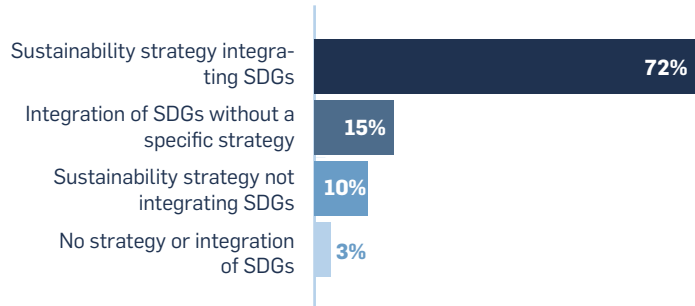 Sustainability strategy integra-
ting SDGs
72%
Integration of SDGs without a
specific strategy
15%
Sustainability strategy not
integrating SDGs
10%
No strategy or integration
of SDGs
3%